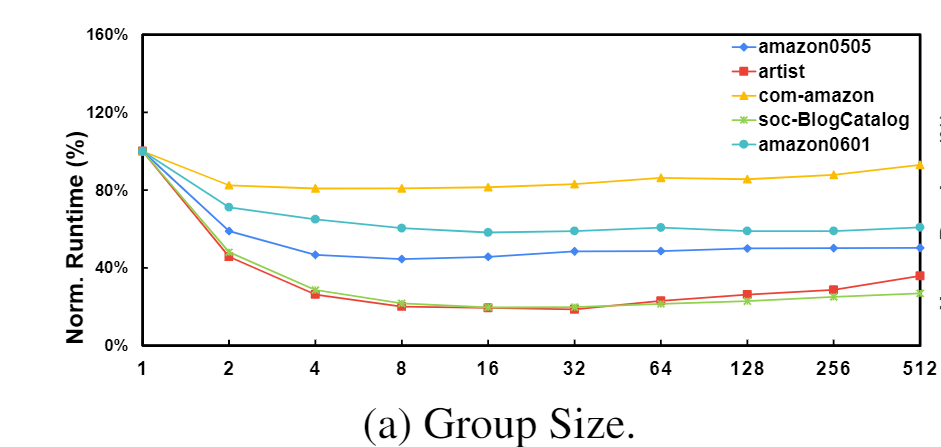 160%
120%
80%
40%
0%
Norm. Runtime (%)
amazon0505
artist
com-amazon
soc-BlogCatalog
amazon0601
1 2 4 8 16 32 64 128 256 512
(a) Group Size.